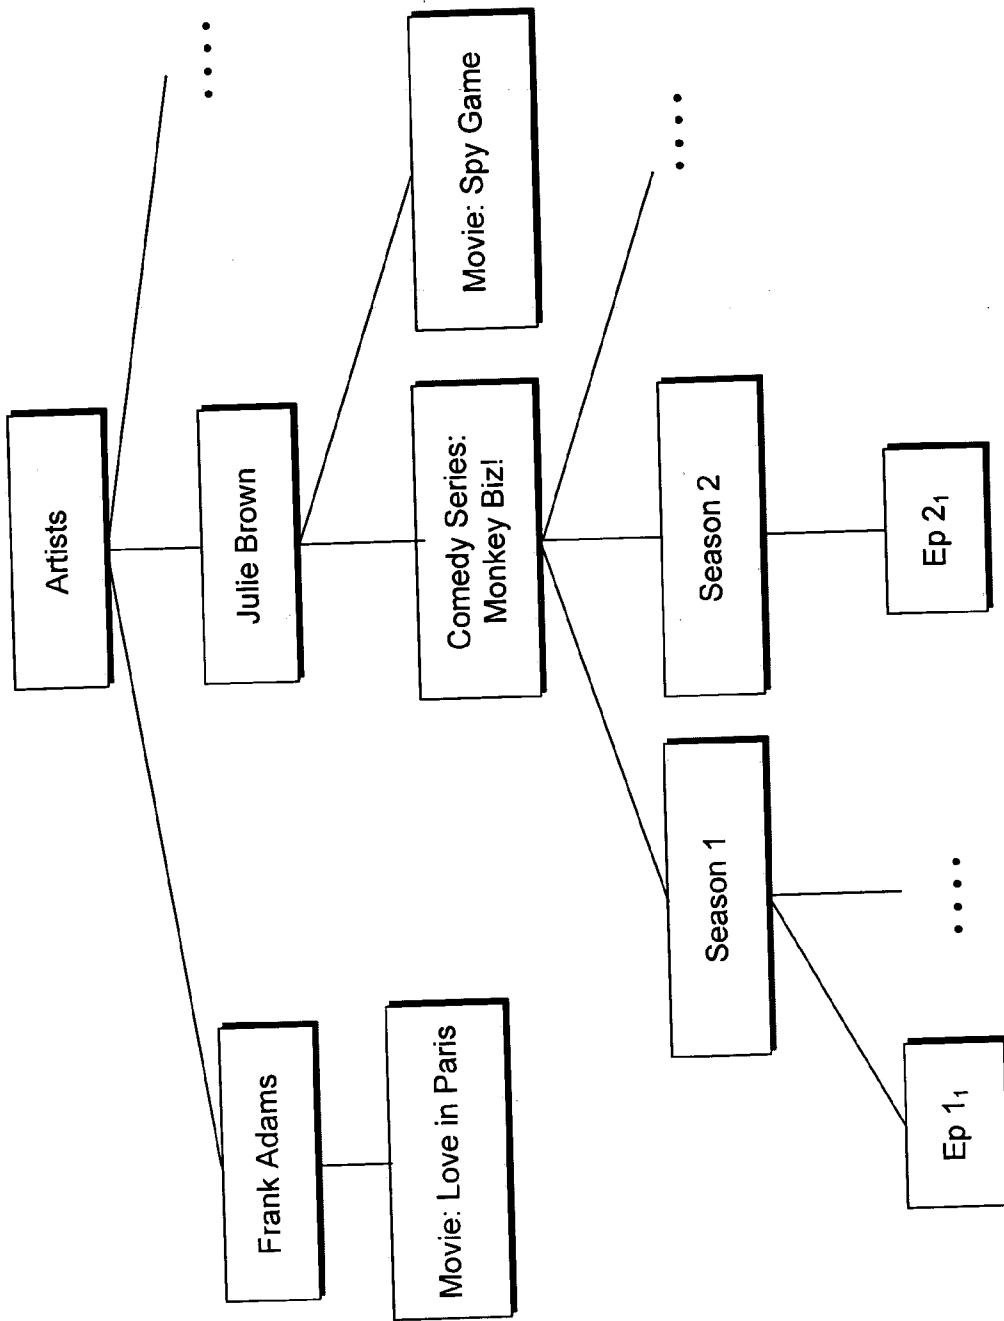 Artists
Frank Adams
Julie Brown
. . . .
Movie: Love in Paris
Comedy Series:
Monkey Biz!
Movie: Spy Game
Season 1
Season 2
. . . .
Ep 1₁
. . . .
Ep 2₁